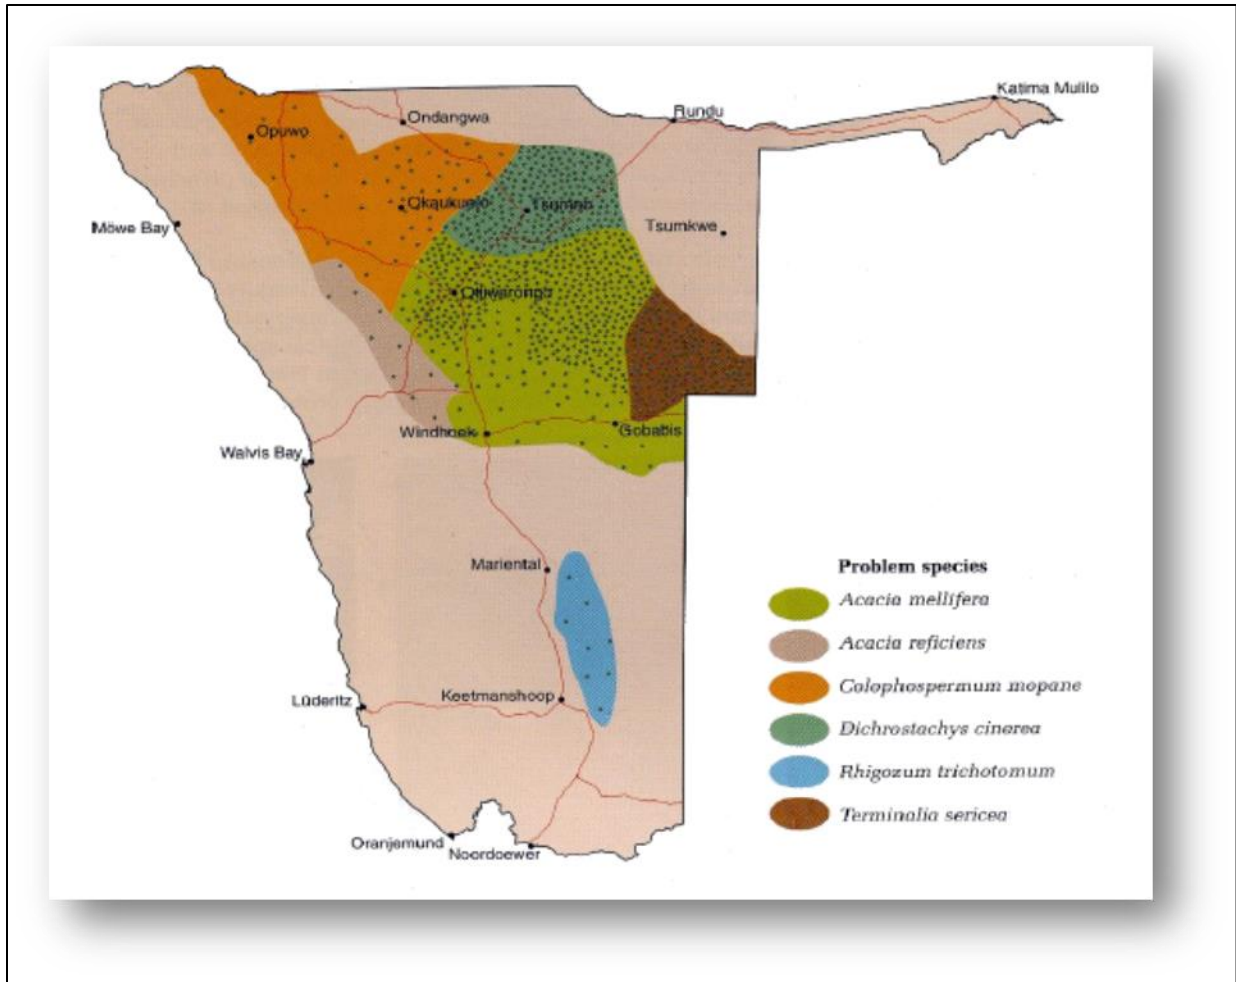 Katima Mulilo
Rundu
Ondangwa
Opuwo
Okaukuejo
Tsumeb
Tsumkwe
Möwe Bay
Otjiwarongo
Windhoek
Gobabis
Walvis Bay
Mariental
Keetmanshoop
Lüderitz
Oranjemund
Noordoewer
Problem species
Acacia mellifera
Acacia reficiens
Colophospermum mopane
Dichrostachys cinerea
Rhigozum trichotomum
Terminalia sericea